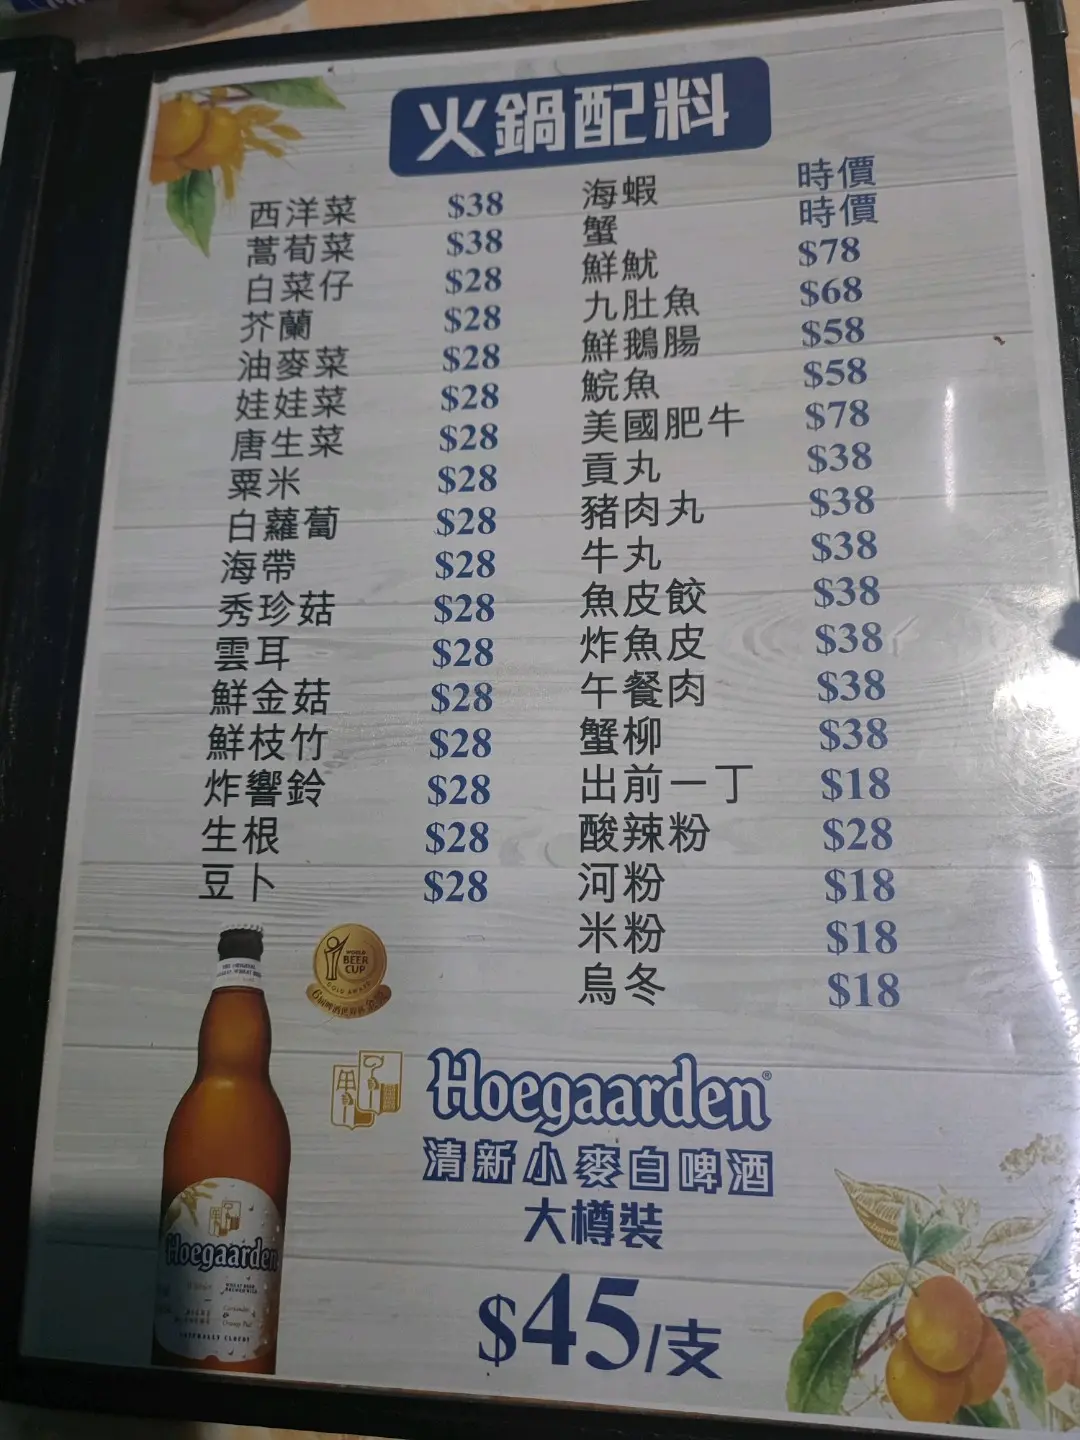 火鍋配料
西洋菜 $38
蒿荀菜 $38
白菜仔 $28
芥蘭 $28
油麥菜 $28
娃娃菜 $28
唐生菜 $28
粟米 $28
白蘿蔔 $28
海帶 $28
秀珍菇 $28
雲耳 $28
鮮金菇 $28
鮮枝竹 $28
炸響鈴 $28
生根 $28
豆卜 $28
海蝦 時價
蟹 時價
鮮魷 $78
九肚魚 $68
鮮鵝腸 $58
鯇魚 $58
美國肥牛 $78
貢丸 $38
豬肉丸 $38
牛丸 $38
魚皮餃 $38
炸魚皮 $38
午餐肉 $38
蟹柳 $38
出前一丁 $18
酸辣粉 $28
河粉 $18
米粉 $18
烏冬 $18
WORLD
BEER
CUP
GOLD AWARD
Hoegaarden®
清新小麥白啤酒
大樽裝
$45/支
Hoegaarden